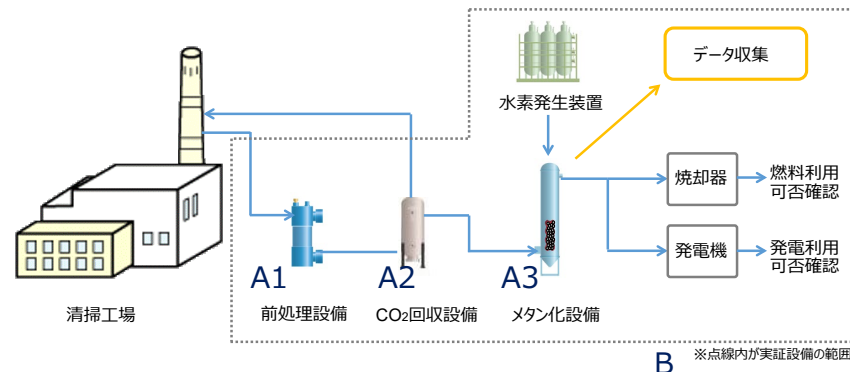 データ収集
水素発生装置
焼却器
燃料利用
可否確認
発電機
発電利用
可否確認
A1
A2
A3
清掃工場
前処理設備
CO₂回収設備
メタン化設備
B
※点線内が実証設備の範囲